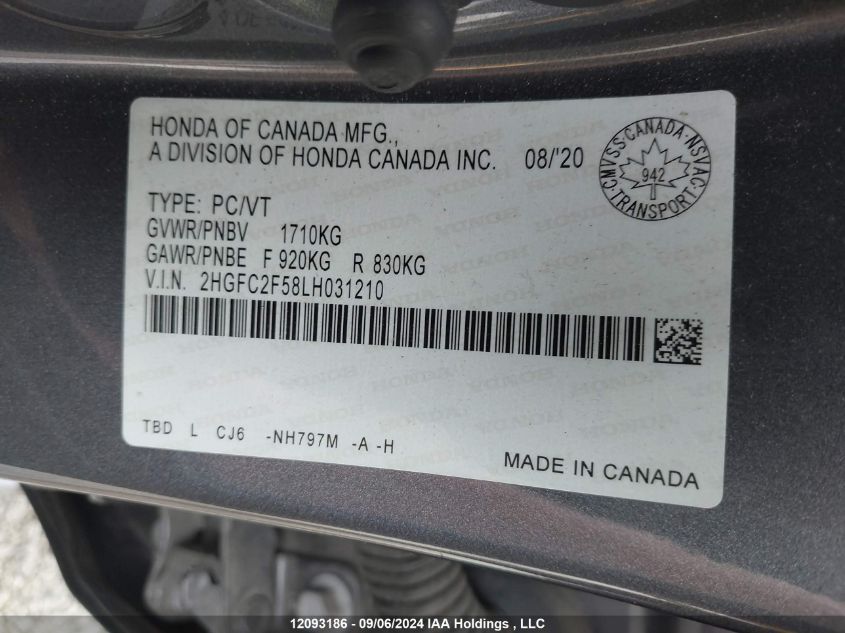 HONDA OF CANADA MFG.,
A DIVISION OF HONDA CANADA INC. 08/'20
CMVSS·CANADA·NSVAC·TRANSPORT·
942
TYPE: PC/VT
GVWR/PNBV 1710KG
GAWR/PNBE F 920KG R 830KG
V.I.N. 2HGFC2F58LH031210
TBD L CJ6 -NH797M -A -H
MADE IN CANADA
12093186 - 09/06/2024 IAA Holdings , LLC